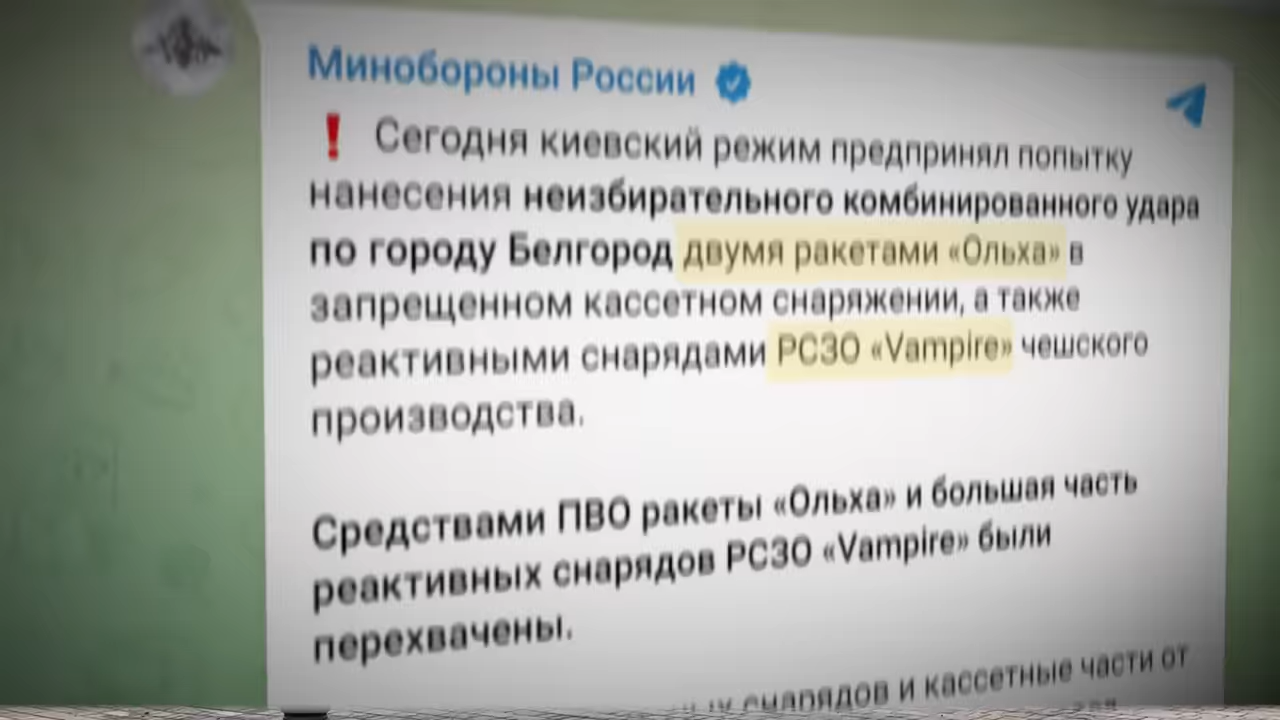 Минобороны России
❗ Сегодня киевский режим предпринял попытку
нанесения неизбирательного комбинированного удара
по городу Белгород двумя ракетами «Ольха» в
запрещенном кассетном снаряжении, а также
реактивными снарядами РСЗО «Vampire» чешского
производства.
Средствами ПВО ракеты «Ольха» и большая часть
реактивных снарядов РСЗО «Vampire» были
перехвачены.
снарядов и кассетные части от